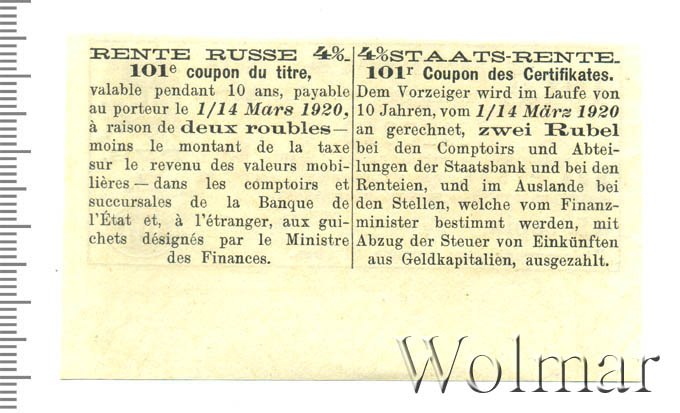 RENTE RUSSE 4%
101e coupon du titre,
valable pendant 10 ans, payable
au porteur le 1/14 Mars 1920,
à raison de deux roubles—
moins le montant de la taxe
sur le revenu des valeurs mobi-
lières — dans les comptoirs et
succursales de la Banque de
l'État et, à l'étranger, aux gui-
chets désignés par le Ministre
des Finances.
4% STAATS-RENTE.
101r Coupon des Certifikates.
Dem Vorzeiger wird im Laufe von
10 Jahren, vom 1/14 März 1920
an gerechnet, zwei Rubel
bei den Comptoirs und Abtei-
lungen der Staatsbank und bei den
Renteien, und im Auslande bei
den Stellen, welche vom Finanz-
minister bestimmt werden, mit
Abzug der Steuer von Einkünften
aus Geldkapitalien, ausgezahlt.
Wolmar